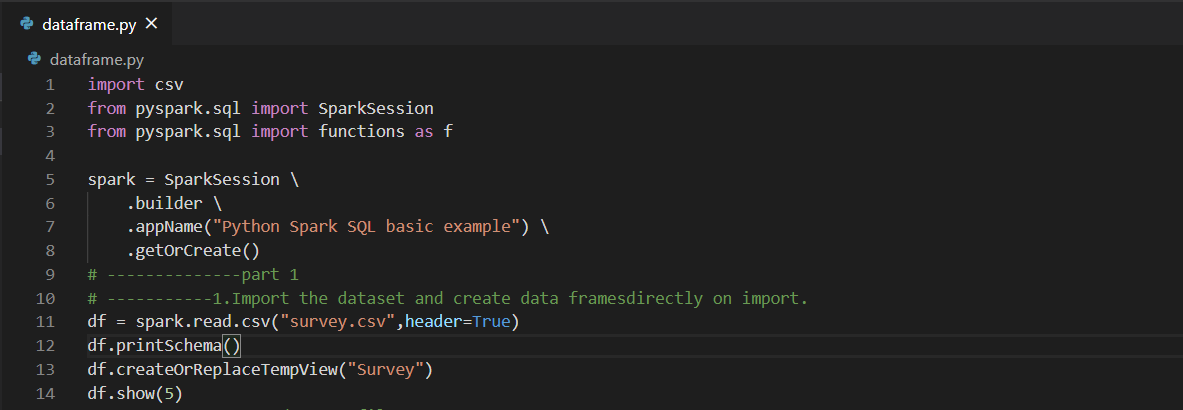 dataframe.py
dataframe.py
1 import csv
2 from pyspark.sql import SparkSession
3 from pyspark.sql import functions as f
4
5 spark = SparkSession \
6     .builder \
7     .appName("Python Spark SQL basic example") \
8     .getOrCreate()
9 # --------------part 1
10 # -----------1.Import the dataset and create data framesdirectly on import.
11 df = spark.read.csv("survey.csv",header=True)
12 df.printSchema()
13 df.createOrReplaceTempView("Survey")
14 df.show(5)